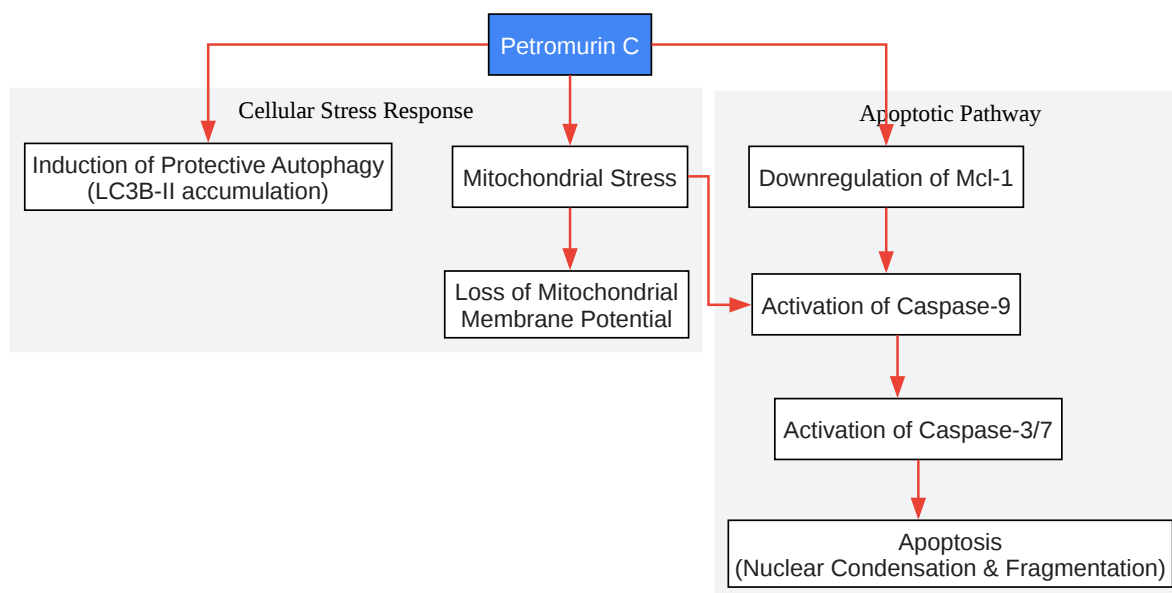 Petromurin C
Cellular Stress Response
Apoptotic Pathway
Induction of Protective Autophagy
(LC3B-II accumulation)
Mitochondrial Stress
Downregulation of Mcl-1
Loss of Mitochondrial
Membrane Potential
Activation of Caspase-9
Activation of Caspase-3/7
Apoptosis
(Nuclear Condensation & Fragmentation)